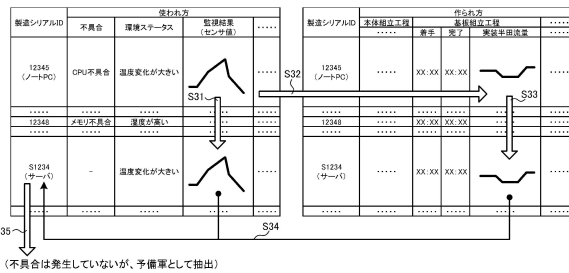 使われ方
製造シリアルID 不具合 環境ステータス 監視結果 (センサ値) ・・・・・
12345 (ノートPC) CPU不具合 温度変化が大きい ・・・・・
・・・・・ ・・・・・ ・・・・・ ・・・・・ ・・・・・
12348 メモリ不具合 湿度が高い ・・・・・ ・・・・・
・・・・・ ・・・・・ ・・・・・ ・・・・・
S1234 (サーバ) - 温度変化が大きい ・・・・・
・・・・・ ・・・・・ ・・・・・ ・・・・・
作られ方
製造シリアルID 本体組立工程 基板組立工程 ・・・・・
・・・・・ 着手 完了 実装半田流量 ・・・・・
12345 (ノートPC) ・・・・・ XX:XX XX:XX ・・・・・
・・・・・ ・・・・・ ・・・・・ ・・・・・ ・・・・・
12348 ・・・・・ XX:XX XX:XX ・・・・・ ・・・・・
・・・・・ ・・・・・ ・・・・・ ・・・・・ ・・・・・
S1234 (サーバ) ・・・・・ XX:XX XX:XX ・・・・・
・・・・・ ・・・・・ ・・・・・ ・・・・・ ・・・・・
S31
S32
S33
S34
35
(不具合は発生していないが、予備軍として抽出)